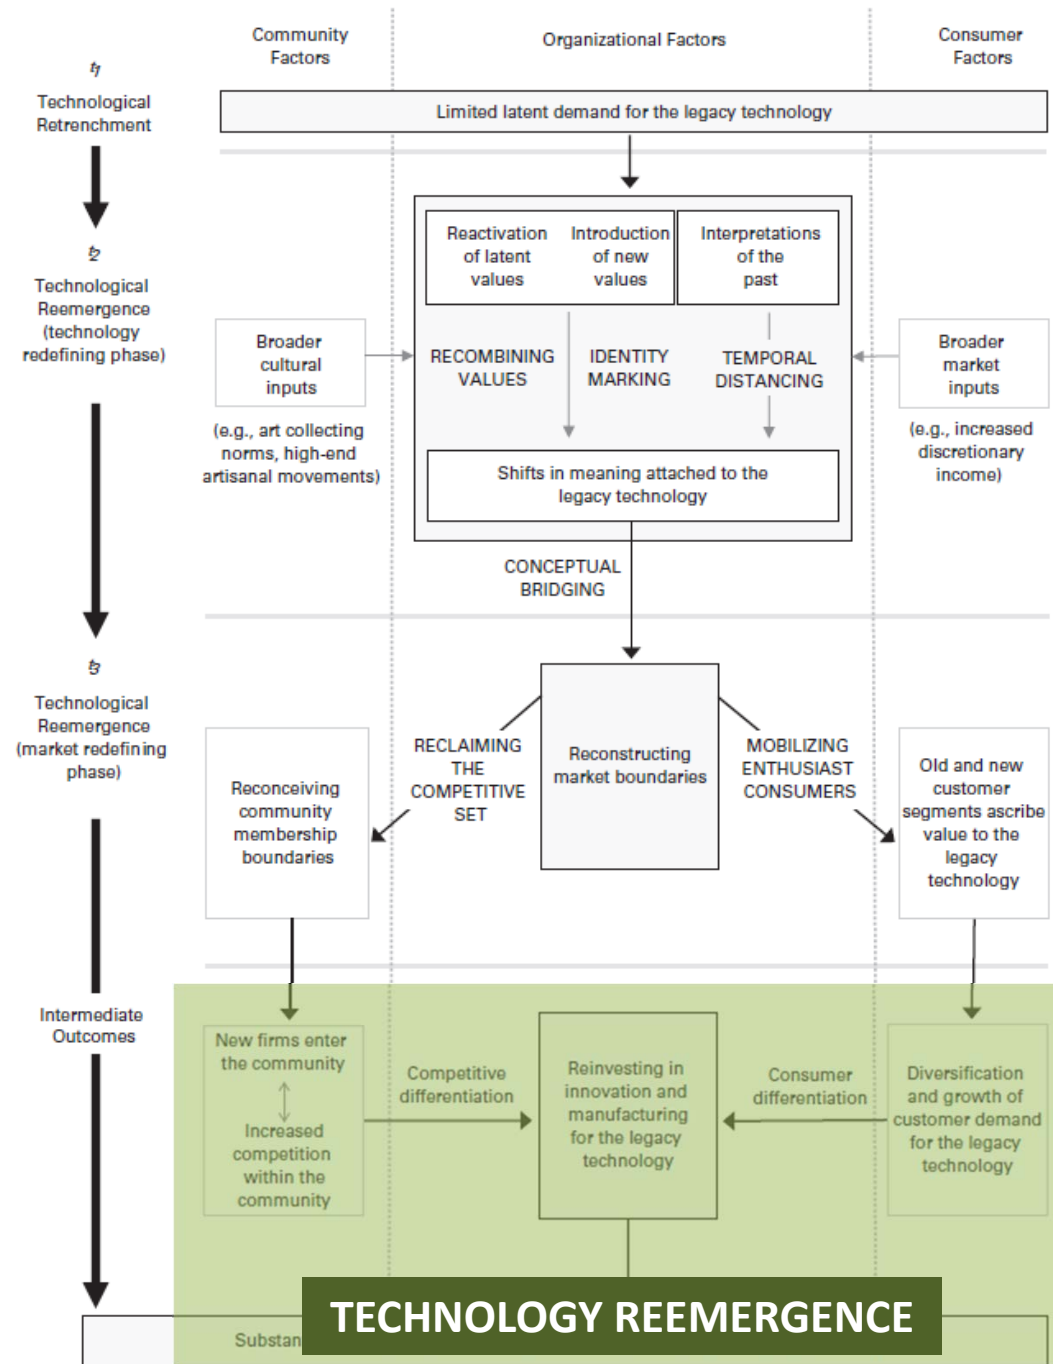 Community
Factors
Organizational Factors
Consumer
Factors
t1
Technological
Retrenchment
Limited latent demand for the legacy technology
t2
Technological
Reemergence
(technology
redefining phase)
Reactivation
of latent
values
Introduction
of new
values
Interpretations
of the
past
Broader
cultural
inputs
(e.g., art collecting
norms, high-end
artisanal movements)
RECOMBINING
VALUES
IDENTITY
MARKING
TEMPORAL
DISTANCING
Broader
market
inputs
(e.g., increased
discretionary
income)
Shifts in meaning attached to the
legacy technology
CONCEPTUAL
BRIDGING
t3
Technological
Reemergence
(market redefining
phase)
Reconceiving
community
membership
boundaries
RECLAIMING
THE
COMPETITIVE
SET
Reconstructing
market boundaries
MOBILIZING
ENTHUSIAST
CONSUMERS
Old and new
customer
segments ascribe
value to the
legacy
technology
Intermediate
Outcomes
New firms enter
the community
Increased
competition
within the
community
Competitive
differentiation
Reinvesting in
innovation and
manufacturing
for the legacy
technology
Consumer
differentiation
Diversification
and growth of
customer demand
for the legacy
technology
TECHNOLOGY REEMERGENCE
Substan